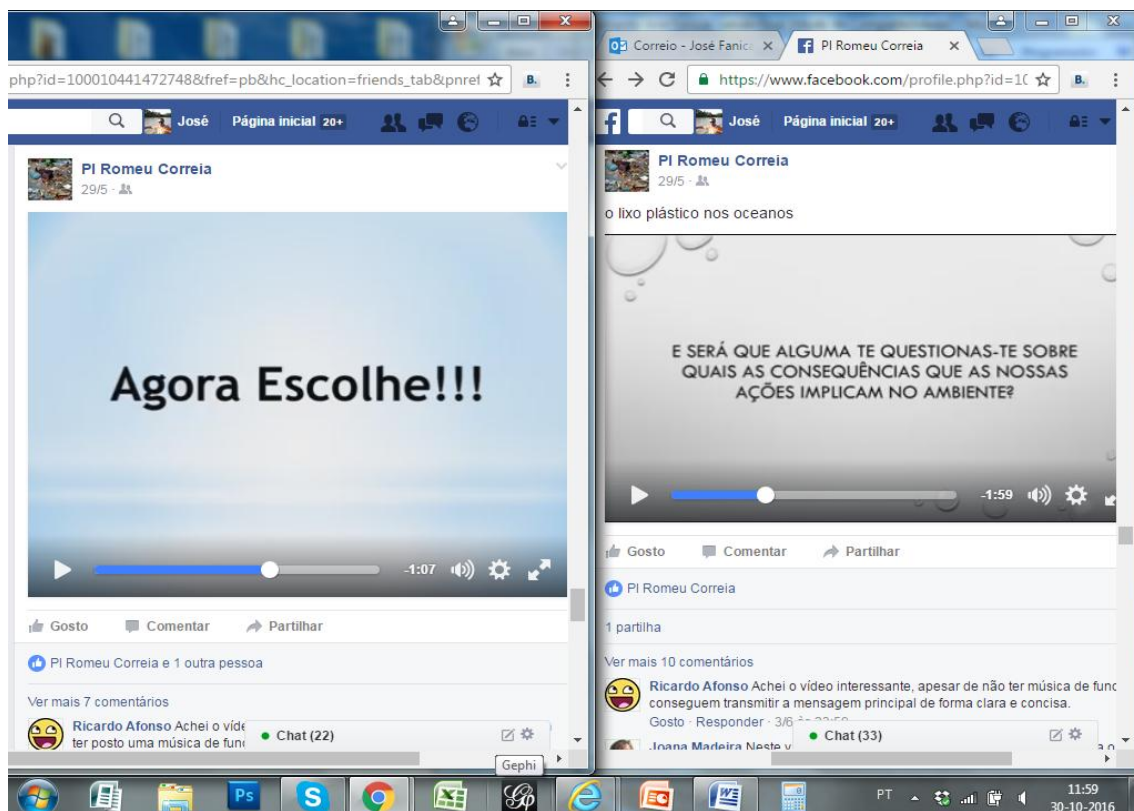 php?id=100010441472748&fref=pb&hc_location=friends_tab&pnref
B.
José Página inicial 20+
PI Romeu Correia
29/5
Agora Escolhe!!!
-1:07
Gosto Comentar Partilhar
PI Romeu Correia e 1 outra pessoa
Ver mais 7 comentários
Ricardo Afonso Achei o víde
ter posto uma música de fun
Chat (22)
Gephi
Correio - José Fanic
PI Romeu Correia
https://www.facebook.com/profile.php?id=10
B.
José Página inicial 20+
PI Romeu Correia
29/5
o lixo plástico nos oceanos
E SERÁ QUE ALGUMA TE QUESTIONAS-TE SOBRE
QUAIS AS CONSEQUÊNCIAS QUE AS NOSSAS
AÇÕES IMPLICAM NO AMBIENTE?
-1:59
Gosto Comentar Partilhar
PI Romeu Correia
1 partilha
Ver mais 10 comentários
Ricardo Afonso Achei o vídeo interessante, apesar de não ter música de func
conseguem transmitir a mensagem principal de forma clara e concisa.
Gosto · Responder · 3/6
Joana Madeira Neste v
Chat (33)
Ps
PT
11:59
30-10-2016